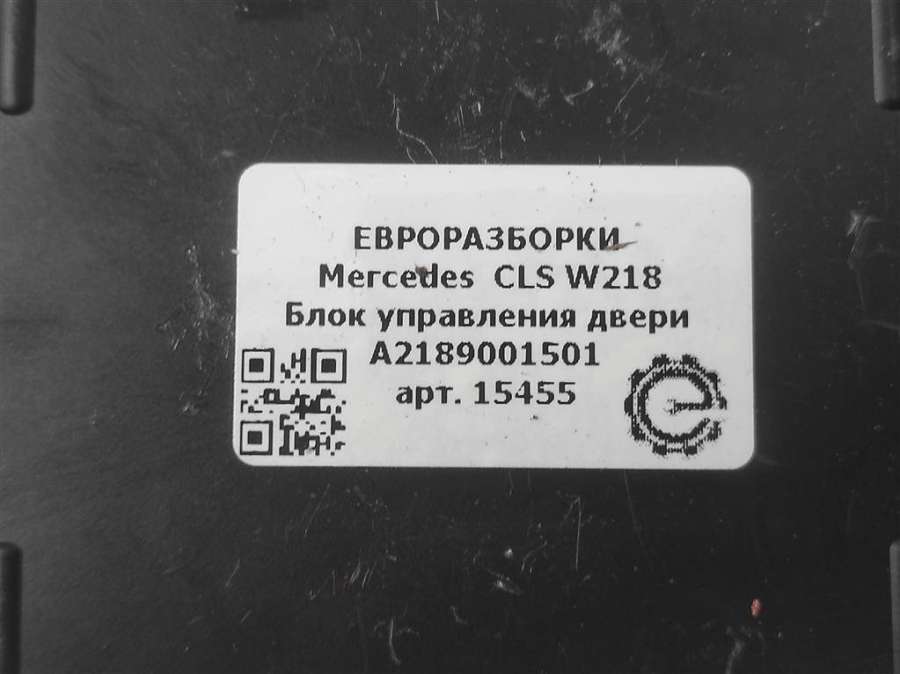 ЕВРОРАЗБОРКИ
Mercedes CLS W218
Блок управления двери
A2189001501
арт. 15455